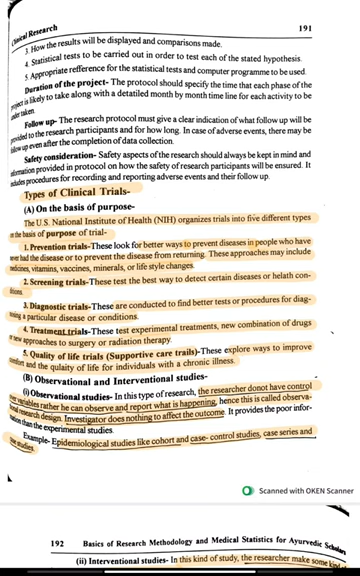 Clinical Research 191
3. How the results will be displayed and comparisons made.
4. Statistical tests to be carried out in order to test each of the stated hypothesis.
5. Appropriate refference for the statistical tests and computer programme to be used.
Duration of the project- The protocol should specify the time that each phase of the
project is likely to take along with a detatiled month by month time line for each activity to be
under taken.
Follow up- The research protocol must give a clear indication of what follow up will be
provided to the research participants and for how long. In case of adverse events, there may be
follow up even after the completion of data collection.
Safety consideration- Safety aspects of the research should always be kept in mind and
information provided in protocol on how the safety of research participants will be ensured. It
includes procedures for recording and reporting adverse events and their follow up.
Types of Clinical Trials-
(A) On the basis of purpose-
The U.S. National Institute of Health (NIH) organizes trials into five different types
on the basis of purpose of trial-
1. Prevention trials-These look for better ways to prevent diseases in people who have
never had the disease or to prevent the disease from returning. These approaches may include
medicines, vitamins, vaccines, minerals, or life style changes.
2. Screening trials-These test the best way to detect certain diseases or helath con-
ditions.
3. Diagnostic trials-These are conducted to find better tests or procedures for diag-
nosing a particular disease or conditions.
4. Treatment trials-These test experimental treatments, new combination of drugs
or new approaches to surgery or radiation therapy.
5. Quality of life trials (Supportive care trails)-These explore ways to improve
comfort and the qulaity of life for individuals with a chronic illness.
(B) Observational and Interventional studies-
(i) Observational studies- In this type of research, the researcher donot have control
over variables rather he can observe and report what is happening, hence this is called observa-
tional research design. Investigator does nothing to affect the outcome. It provides the poor infor-
mation than the experimental studies.
Example- Epidemiological studies like cohort and case- control studies, case series and
case studies.
Scanned with OKEN Scanner
192 Basics of Research Methodology and Medical Statistics for Ayurvedic Scholars
(ii) Interventional studies- In this kind of study, the researcher make some kind